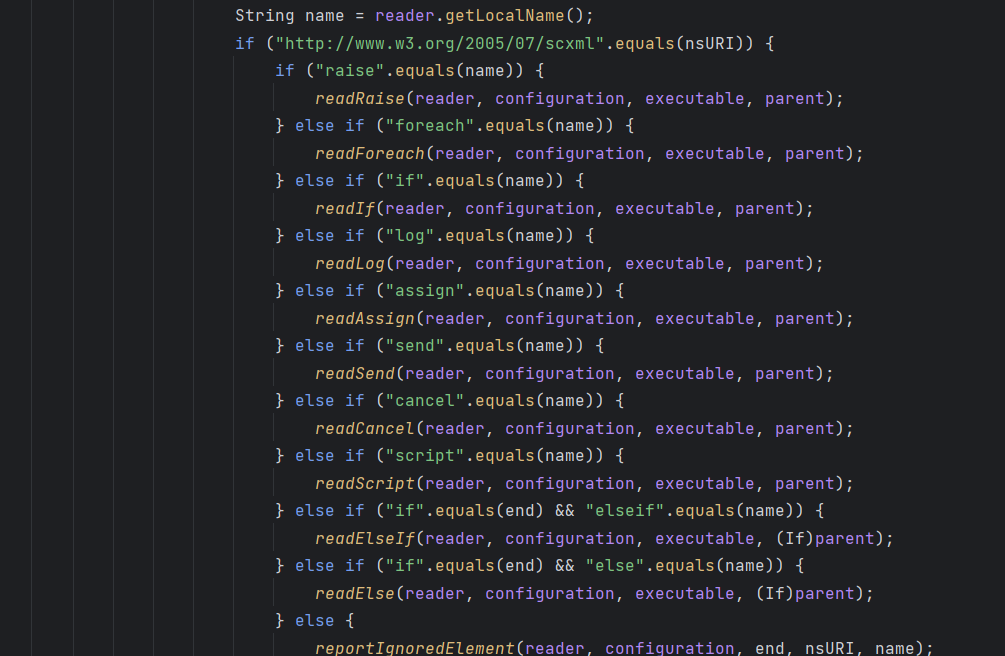 String name = reader.getLocalName();
if ("http://www.w3.org/2005/07/scxml".equals(nsURI)) {
if ("raise".equals(name)) {
readRaise(reader, configuration, executable, parent);
} else if ("foreach".equals(name)) {
readForeach(reader, configuration, executable, parent);
} else if ("if".equals(name)) {
readIf(reader, configuration, executable, parent);
} else if ("log".equals(name)) {
readLog(reader, configuration, executable, parent);
} else if ("assign".equals(name)) {
readAssign(reader, configuration, executable, parent);
} else if ("send".equals(name)) {
readSend(reader, configuration, executable, parent);
} else if ("cancel".equals(name)) {
readCancel(reader, configuration, executable, parent);
} else if ("script".equals(name)) {
readScript(reader, configuration, executable, parent);
} else if ("if".equals(end) && "elseif".equals(name)) {
readElseIf(reader, configuration, executable, (If)parent);
} else if ("if".equals(end) && "else".equals(name)) {
readElse(reader, configuration, executable, (If)parent);
} else {
reportIgnoredElement(reader, configuration, end, nsURI, name);